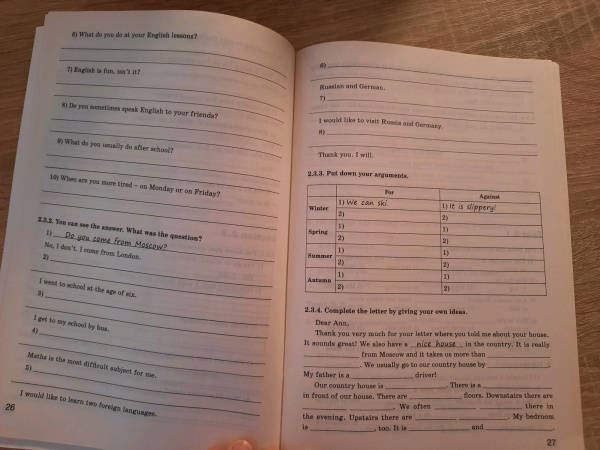 6) What do you do at your English lessons?
7) English is fun, isn't it?
8) Do you sometimes speak English to your friends?
9) What do you usually do after school?
10) When are you more tired – on Monday or on Friday?
2.3.2. You can see the answer. What was the question?
1) Do you come from Moscow?
No, I don't. I come from London.
2)
I went to school at the age of six.
3)
I get to my school by bus.
4)
Maths is the most difficult subject for me.
5)
I would like to learn two foreign languages.
26
6)
Russian and German.
7)
I would like to visit Russia and Germany.
8)
Thank you. I will.
2.3.3. Put down your arguments.
For Against
Winter 1) We can ski. 1) It is slippery!
2) 2)
Spring 1) 1)
2) 2)
Summer 1) 1)
2) 2)
Autumn 1) 1)
2) 2)
2.3.4. Complete the letter by giving your own ideas.
Dear Ann,
Thank you very much for your letter where you told me about your house.
It sounds great! We also have a nice house in the country. It is really
from Moscow and it takes us more than
. We usually go to our country house by .
My father is a driver!
Our country house is . There is a
in front of our house. There are floors. Downstairs there are
. We often there in
the evening. Upstairs there are . My bedroom
is , too. It is and
27